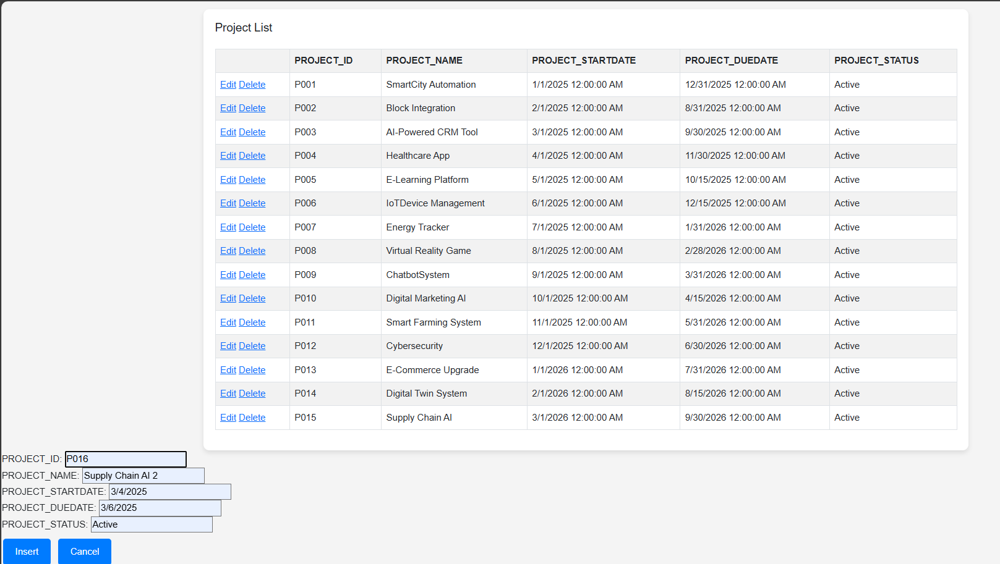 Project List
PROJECT_ID PROJECT_NAME PROJECT_STARTDATE PROJECT_DUEDATE PROJECT_STATUS
Edit Delete P001 SmartCity Automation 1/1/2025 12:00:00 AM 12/31/2025 12:00:00 AM Active
Edit Delete P002 Block Integration 2/1/2025 12:00:00 AM 8/31/2025 12:00:00 AM Active
Edit Delete P003 AI-Powered CRM Tool 3/1/2025 12:00:00 AM 9/30/2025 12:00:00 AM Active
Edit Delete P004 Healthcare App 4/1/2025 12:00:00 AM 11/30/2025 12:00:00 AM Active
Edit Delete P005 E-Learning Platform 5/1/2025 12:00:00 AM 10/15/2025 12:00:00 AM Active
Edit Delete P006 IoTDevice Management 6/1/2025 12:00:00 AM 12/15/2025 12:00:00 AM Active
Edit Delete P007 Energy Tracker 7/1/2025 12:00:00 AM 1/31/2026 12:00:00 AM Active
Edit Delete P008 Virtual Reality Game 8/1/2025 12:00:00 AM 2/28/2026 12:00:00 AM Active
Edit Delete P009 ChatbotSystem 9/1/2025 12:00:00 AM 3/31/2026 12:00:00 AM Active
Edit Delete P010 Digital Marketing AI 10/1/2025 12:00:00 AM 4/15/2026 12:00:00 AM Active
Edit Delete P011 Smart Farming System 11/1/2025 12:00:00 AM 5/31/2026 12:00:00 AM Active
Edit Delete P012 Cybersecurity 12/1/2025 12:00:00 AM 6/30/2026 12:00:00 AM Active
Edit Delete P013 E-Commerce Upgrade 1/1/2026 12:00:00 AM 7/31/2026 12:00:00 AM Active
Edit Delete P014 Digital Twin System 2/1/2026 12:00:00 AM 8/15/2026 12:00:00 AM Active
Edit Delete P015 Supply Chain AI 3/1/2026 12:00:00 AM 9/30/2026 12:00:00 AM Active
PROJECT_ID: P016
PROJECT_NAME: Supply Chain AI 2
PROJECT_STARTDATE: 3/4/2025
PROJECT_DUEDATE: 3/6/2025
PROJECT_STATUS: Active
Insert Cancel